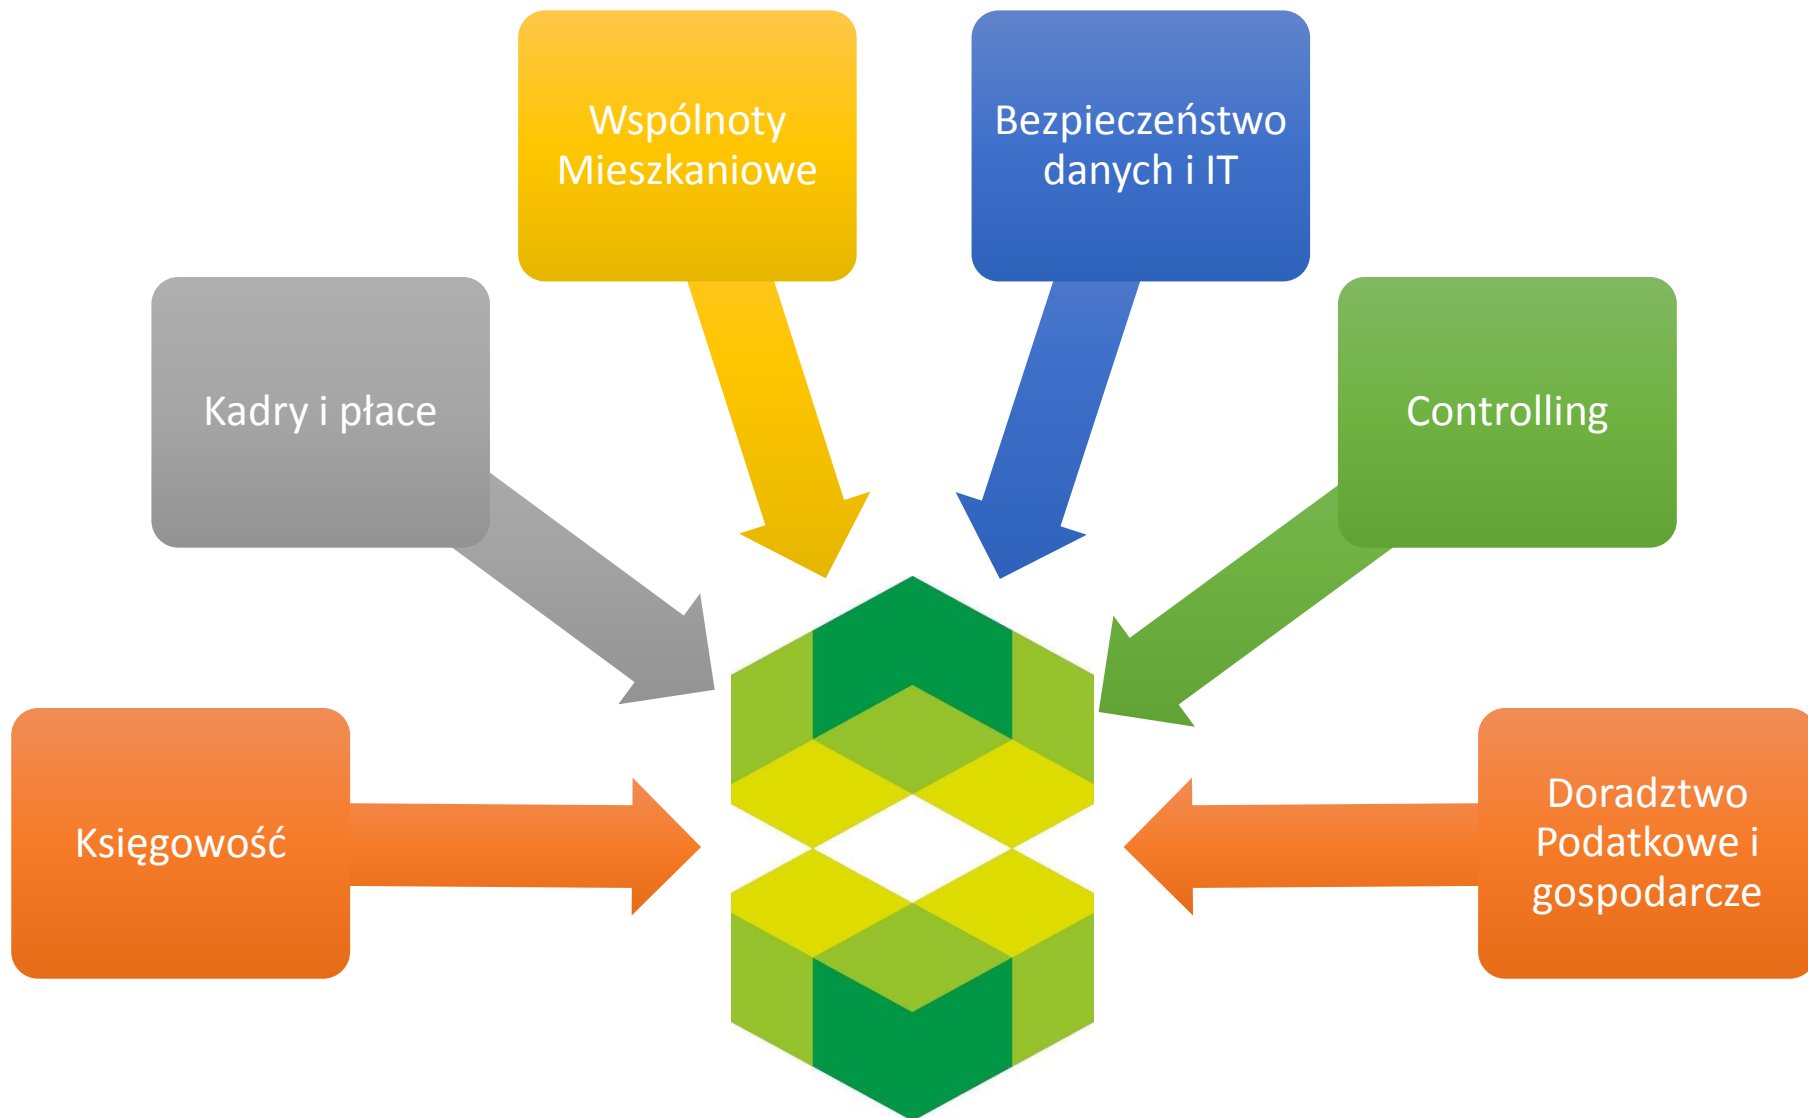 Wspólnoty
Mieszkaniowe
Bezpieczeństwo
danych i IT
Kadry i płace
Controlling
Księgowość
Doradztwo
Podatkowe i
gospodarcze